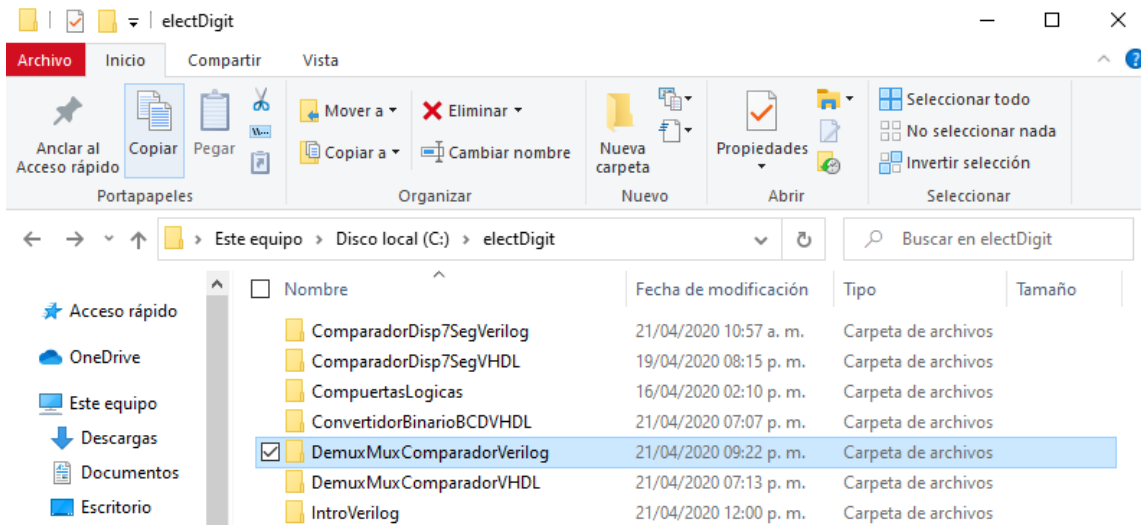 electDigit
Archivo Inicio Compartir Vista
Anclar al Acceso rápido
Copiar
Pegar
Portapapeles
Mover a
Eliminar
Copiar a
Cambiar nombre
Organizar
Nueva carpeta
Nuevo
Propiedades
Abrir
Seleccionar todo
No seleccionar nada
Invertir selección
Seleccionar
Este equipo > Disco local (C:) > electDigit
Buscar en electDigit
Acceso rápido
OneDrive
Este equipo
Descargas
Documentos
Escritorio
Nombre Fecha de modificación Tipo Tamaño
ComparadorDisp7SegVerilog 21/04/2020 10:57 a. m. Carpeta de archivos
ComparadorDisp7SegVHDL 19/04/2020 08:15 p. m. Carpeta de archivos
CompuertasLogicas 16/04/2020 02:10 p. m. Carpeta de archivos
ConvertidorBinarioBCDVHDL 21/04/2020 07:07 p. m. Carpeta de archivos
DemuxMuxComparadorVerilog 21/04/2020 09:22 p. m. Carpeta de archivos
DemuxMuxComparadorVHDL 21/04/2020 07:13 p. m. Carpeta de archivos
IntroVerilog 21/04/2020 12:00 p. m. Carpeta de archivos